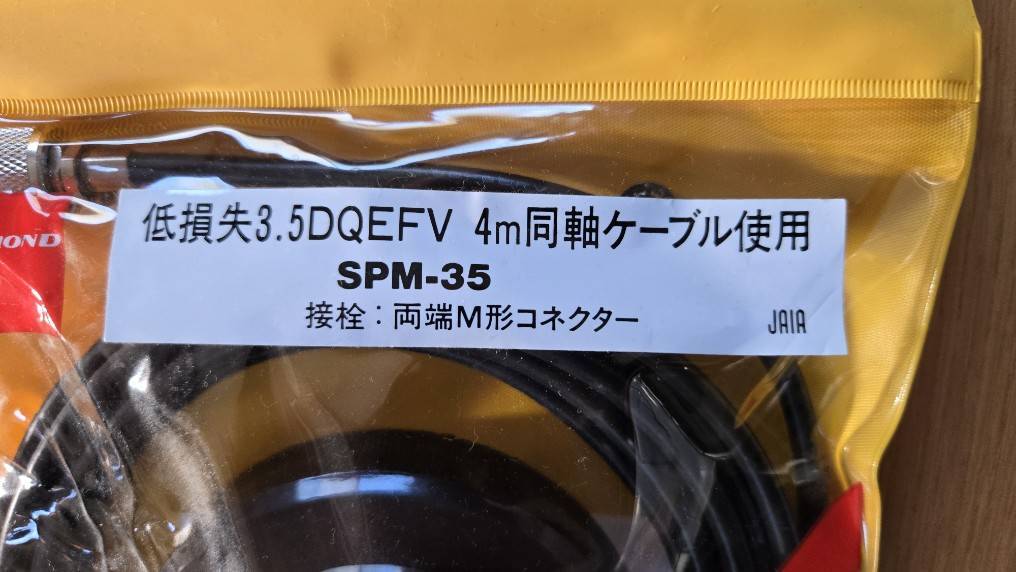 低損失3.5DQEFV 4m同軸ケーブル使用
MOND
SPM-35
接栓：両端M形コネクター
JAIA